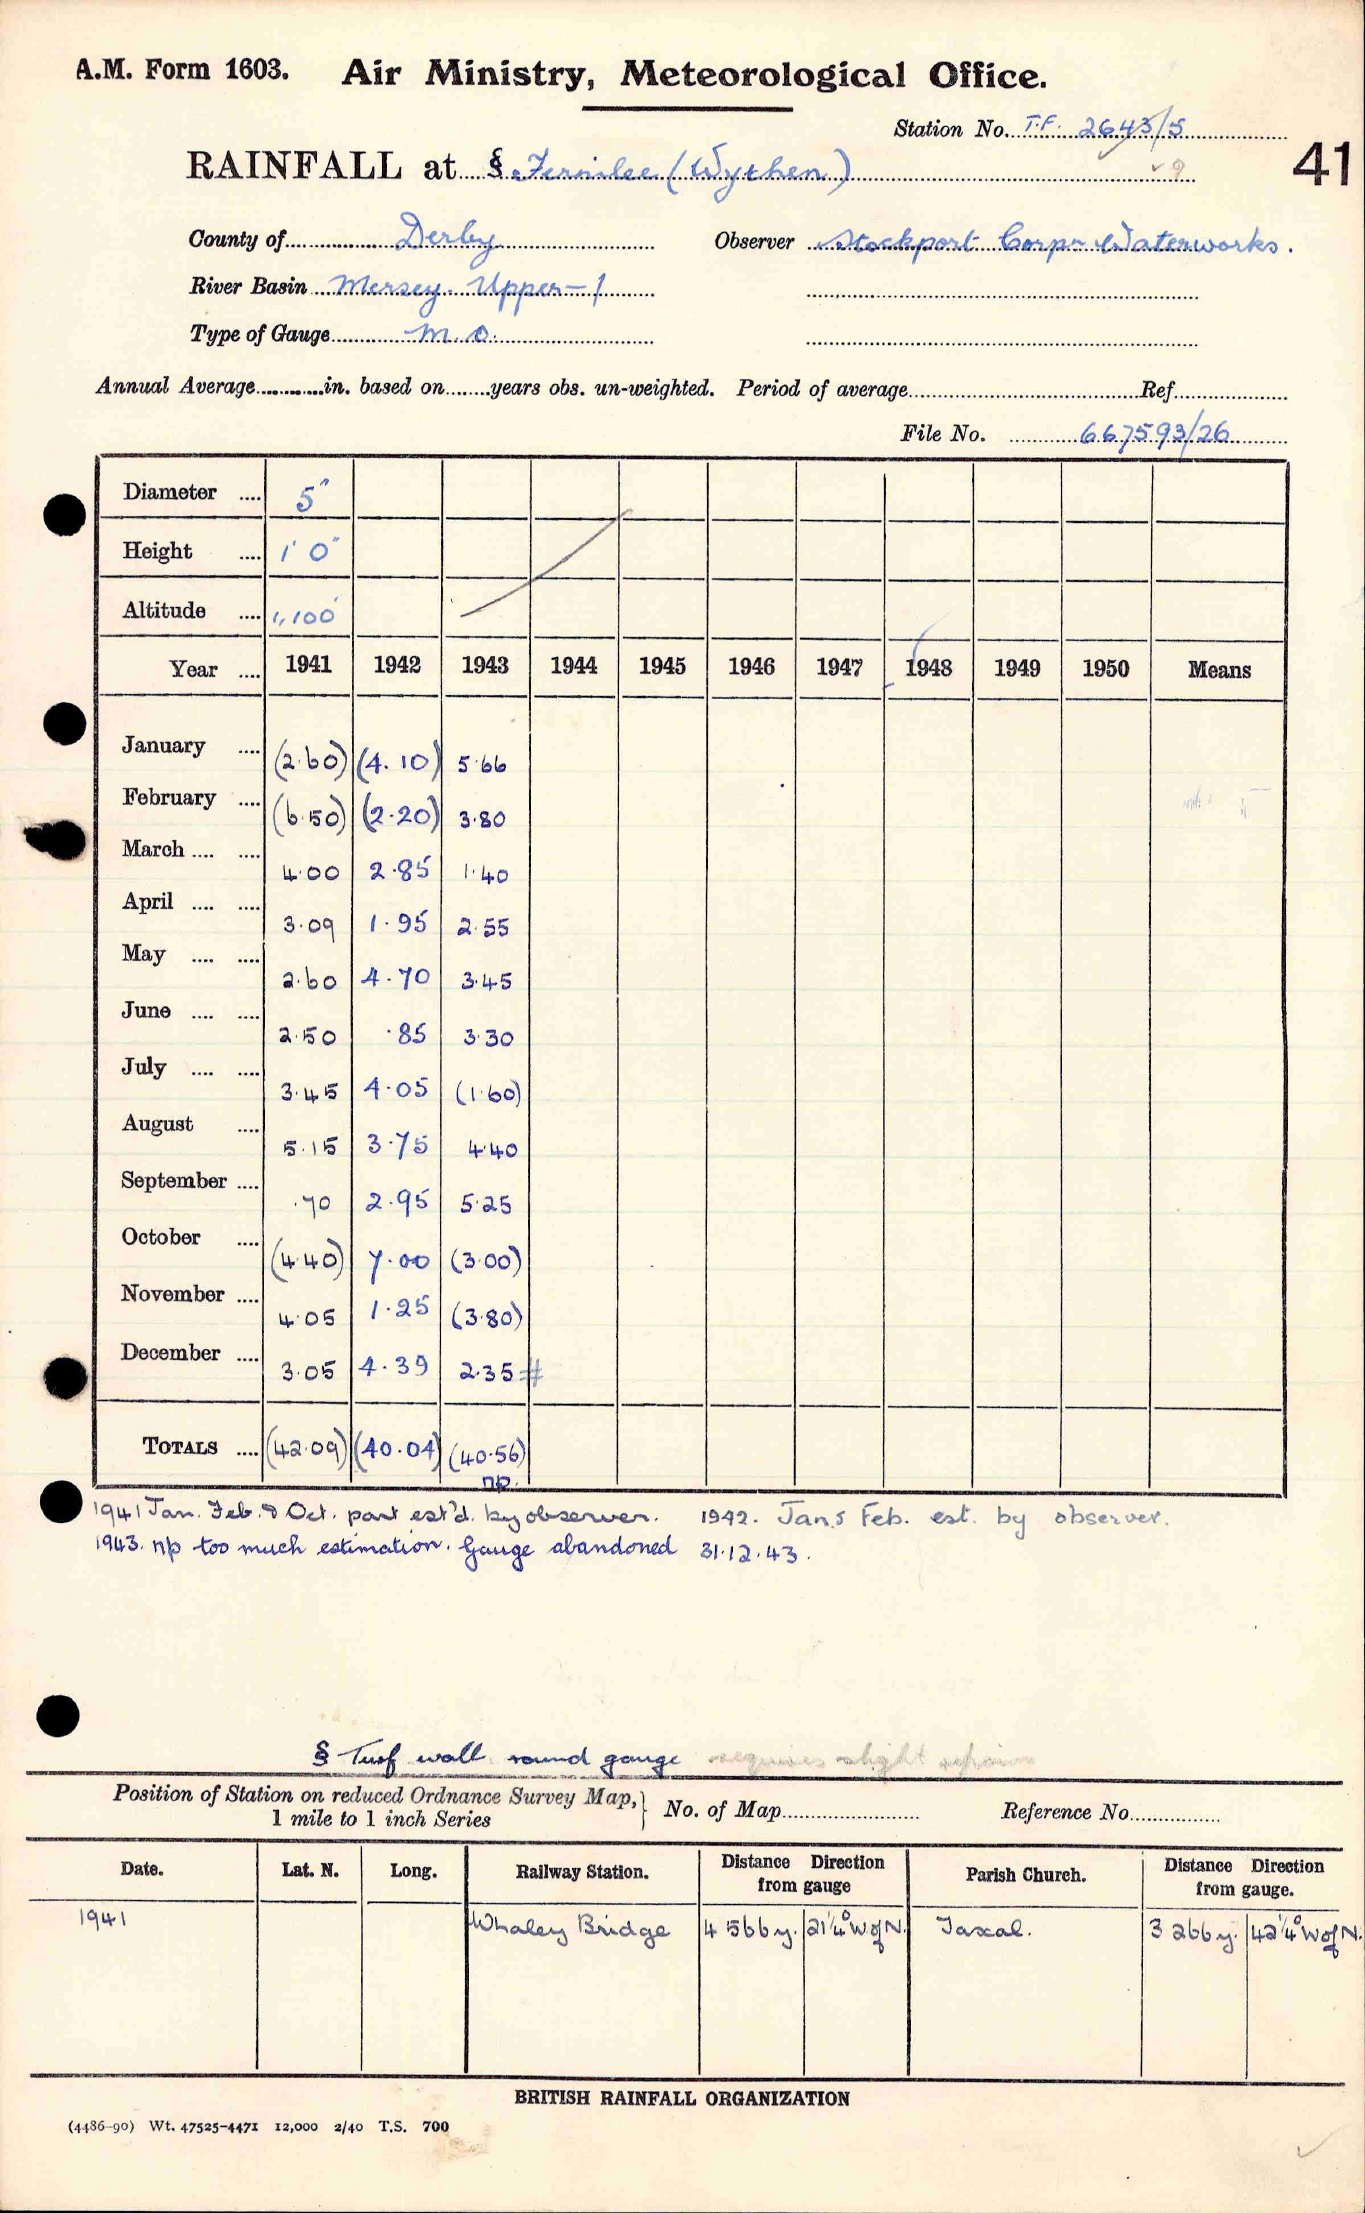 A.M. Form 1603. Air Ministry, Meteorological Office.
Station No. T.F. 2643/5
41
RAINFALL at § Fernilee (Wythen) 9
County of Derby Observer Stockport Corpn Waterworks.
River Basin Mersey. Upper-1
Type of Gauge M.O.
Annual Average............in. based on........years obs. un-weighted. Period of average........Ref........
File No. 667593/26
Diameter .... 5"
Height .... 1' 0"
Altitude .... 1,100'
Year .... 1941 1942 1943 1944 1945 1946 1947 1948 1949 1950 Means
January .... (2.60) (4.10) 5.66
February .... (6.50) (2.20) 3.80
March .... .... 4.00 2.85 1.40
April .... .... 3.09 1.95 2.55
May .... .... 2.60 4.70 3.45
June .... .... 2.50 .85 3.30
July .... .... 3.45 4.05 (1.60)
August .... 5.15 3.75 4.40
September .... .70 2.95 5.25
October .... (4.40) 7.00 (3.00)
November .... 4.05 1.25 (3.80)
December .... 3.05 4.39 2.35 #
TOTALS .... (42.09) (40.04) (40.56)
np.
1941 Jan. Feb. & Oct. part est'd. by observer. 1942. Jan & Feb. est. by observer.
1943. np too much estimation. Gauge abandoned 31.12.43.
§ Turf wall round gauge requires slight repairs
Position of Station on reduced Ordnance Survey Map, 1 mile to 1 inch Series } No. of Map........ Reference No........
Date. Lat. N. Long. Railway Station. Distance Direction from gauge Parish Church. Distance Direction from gauge.
1941 Whaley Bridge 4566y. 21¼° W of N. Taxal. 3266y. 42¼° W of N.
BRITISH RAINFALL ORGANIZATION
(4486-90) Wt. 47525-4471 12,000 2/40 T.S. 700